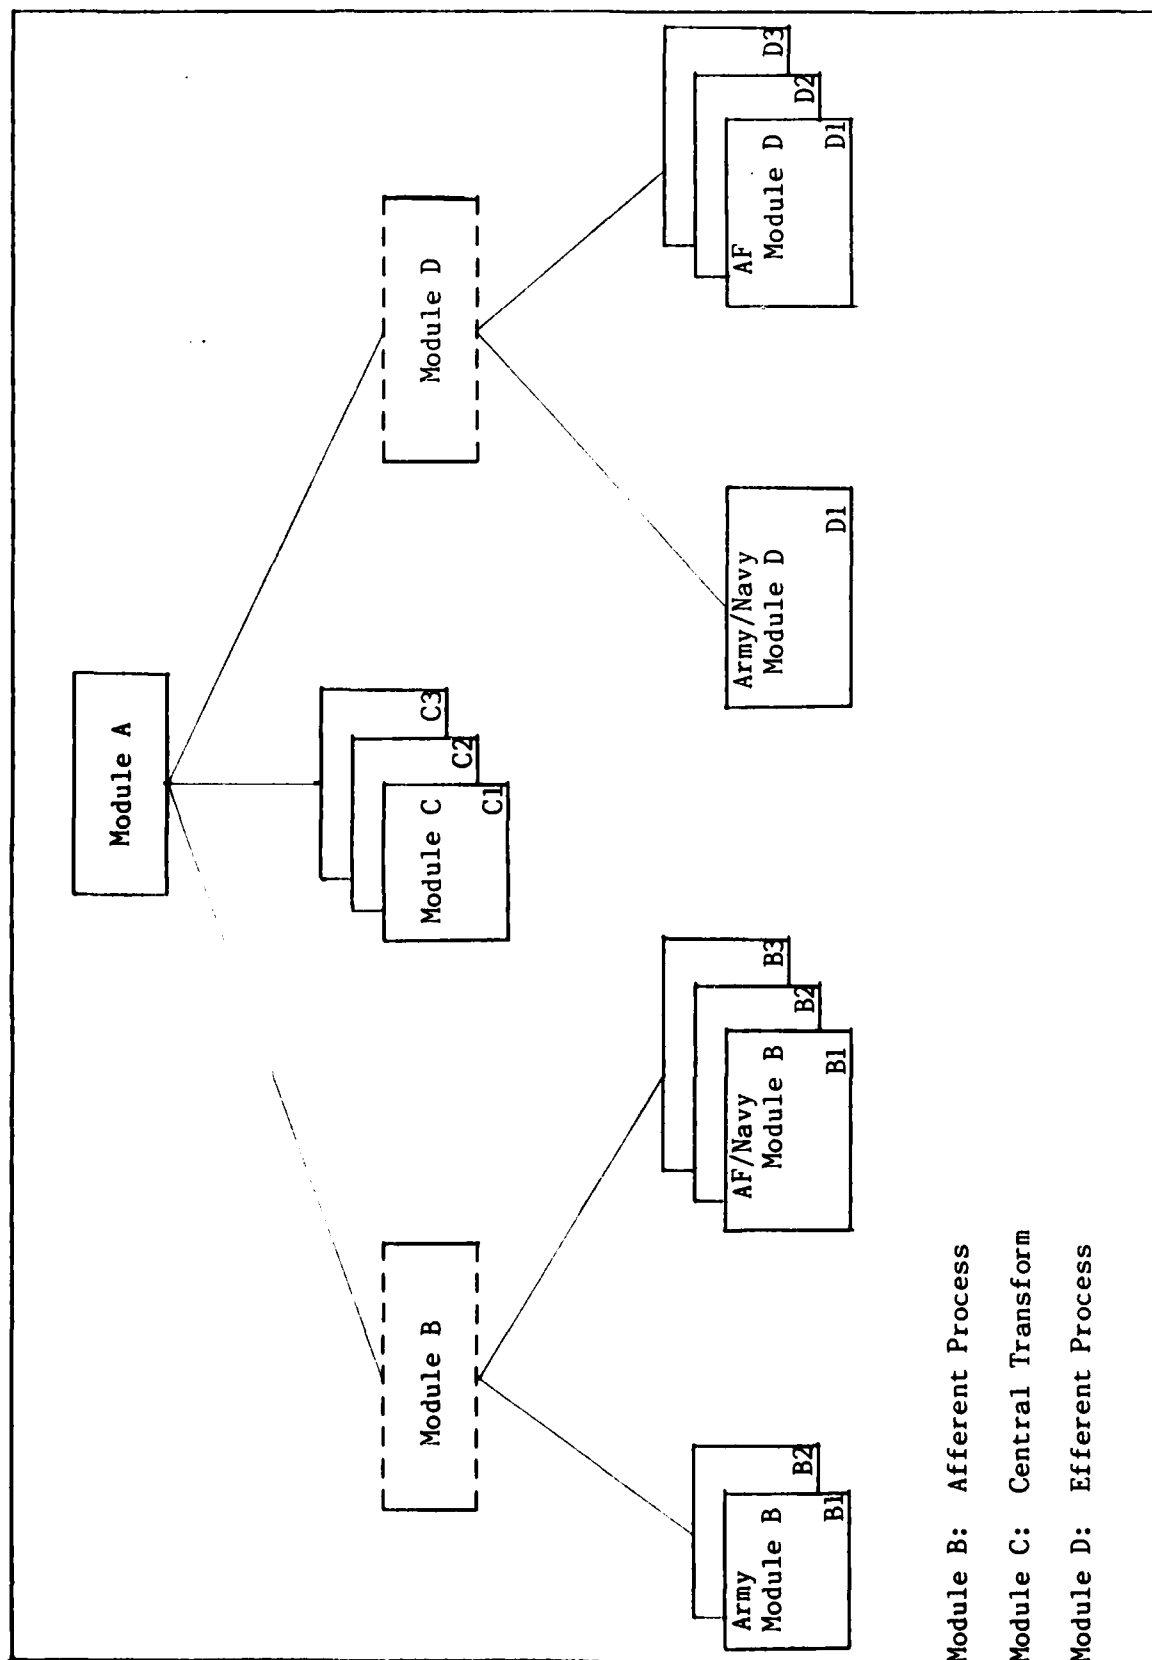 Module A
Module B
Module C
C1
C2
C3
Module D
Army
Module B
B1
B2
AF/Navy
Module B
B1
B2
B3
Army/Navy
Module D
D1
AF
Module D
D1
D2
D3
Module B: Afferent Process
Module C: Central Transform
Module D: Efferent Process